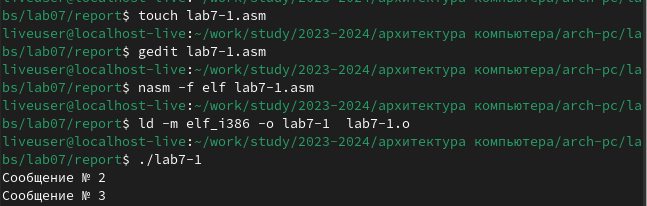 bs/lab07/report$ touch lab7-1.asm
liveuser@localhost-live:~/work/study/2023-2024/архитектура компьютера/arch-pc/la
bs/lab07/report$ gedit lab7-1.asm
liveuser@localhost-live:~/work/study/2023-2024/архитектура компьютера/arch-pc/la
bs/lab07/report$ nasm -f elf lab7-1.asm
liveuser@localhost-live:~/work/study/2023-2024/архитектура компьютера/arch-pc/la
bs/lab07/report$ ld -m elf_i386 -o lab7-1  lab7-1.o
liveuser@localhost-live:~/work/study/2023-2024/архитектура компьютера/arch-pc/la
bs/lab07/report$ ./lab7-1
Сообщение № 2
Сообщение № 3